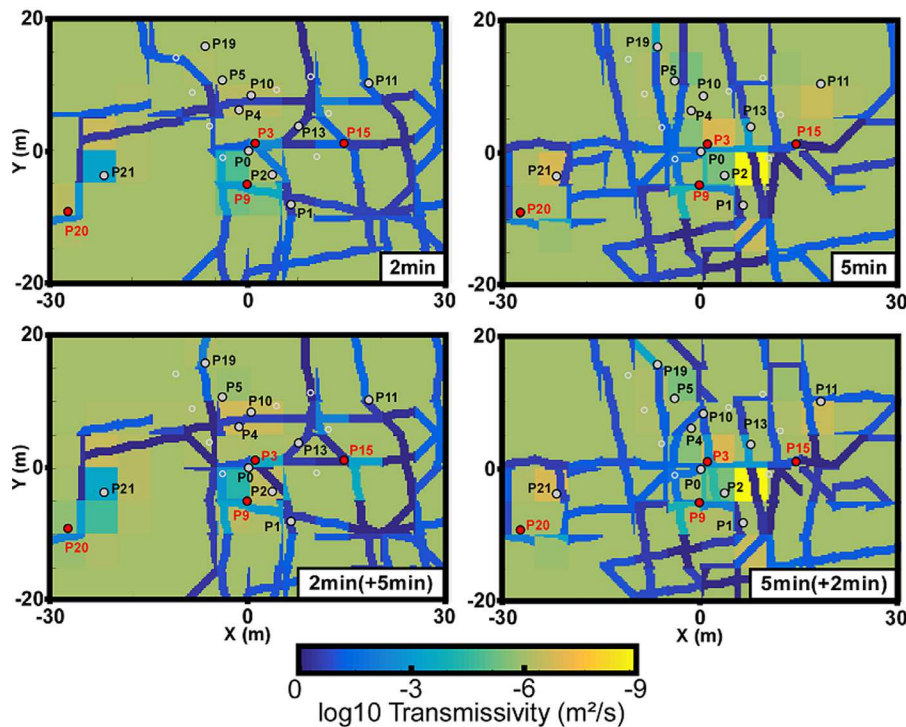 20
P19
P5
P10
P11
P4
P3
P13
P15
Y (m)
0
P0
P2
P21
P9
P1
P20
-20
2min
-30
0
30
20
P19
P5
P11
P10
P4
P13
P3
P15
0
P0
P2
P21
P9
P1
P20
-20
5min
-30
0
30
20
P19
P5
P10
P11
P4
P3
P13
P15
Y (m)
0
P0
P2
P21
P9
P1
P20
-20
2min(+5min)
-30
0
30
X (m)
20
P19
P5
P11
P10
P4
P13
P3
P15
0
P0
P2
P21
P9
P1
P20
-20
5min(+2min)
-30
0
30
X (m)
0
-3
-6
-9
log10 Transmissivity (m²/s)